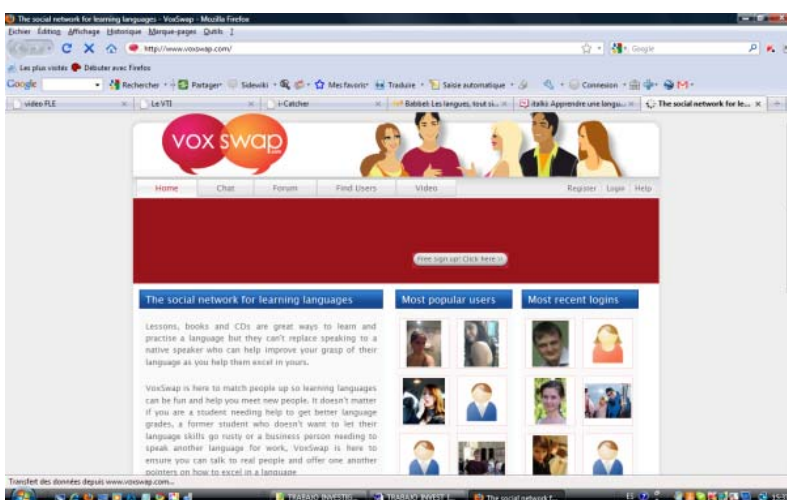 The social network for learning languages - VoxSwap - Mozilla Firefox
Fichier Édition Affichage Historique Marque-pages Outils ?
http://www.voxswap.com/ Google
Les plus visités Débuter avec Firefox
Google Rechercher Partager Sidewiki Mes favoris Traduire Saisie automatique Connexion
video FLE Le VTI i-Catcher Babbel: Les langues, tout si... italki: Apprendre une langu... The social network for le...
VOX SWAP
.com
Home Chat Forum Find Users Video Register Login Help
Free sign up! Click here
The social network for learning languages
Most popular users
Most recent logins
Lessons, books and CDs are great ways to learn and
practise a language but they can't replace speaking to a
native speaker who can help improve your grasp of their
language as you help them excel in yours.
VoxSwap is here to match people up so learning languages
can be fun and help you meet new people. It doesn't matter
if you are a student needing help to get better language
grades, a former student who doesn't want to let their
language skills go rusty or a business person needing to
speak another language for work, VoxSwap is here to
ensure you can talk to real people and offer one another
pointers on how to excel in a language
Transfert des données depuis www.voxswap.com...
TRABAJO INVESTIG... TRABAJO INVEST I... The social network f... ES